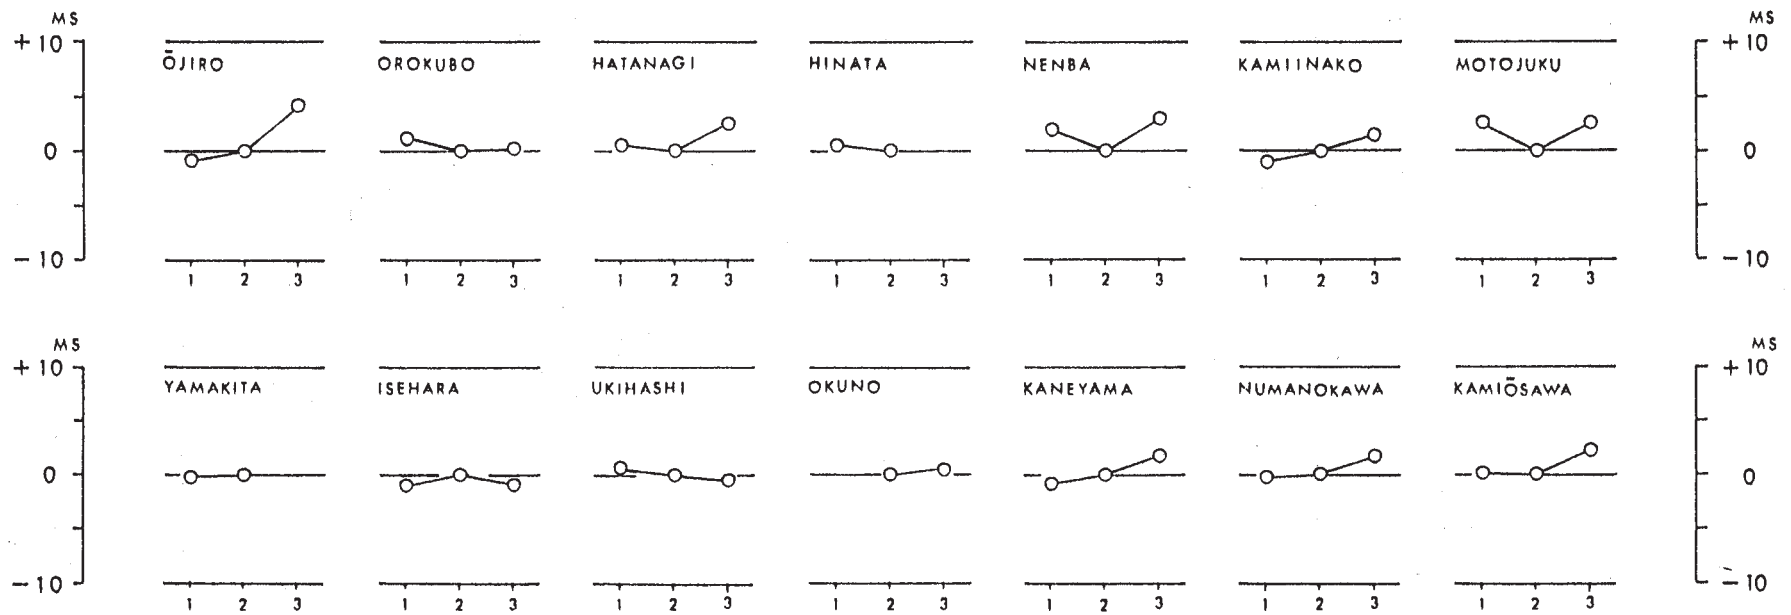 MS MS
+10 +10
ŌJIRO OROKUBO HATANAGI HINATA NENBA KAMIINAKO MOTOJUKU
0 0
-10 -10
1 2 3 1 2 3 1 2 3 1 2 3 1 2 3 1 2 3 1 2 3
MS MS
+10 +10
YAMAKITA ISEHARA UKIHASHI OKUNO KANEYAMA NUMANOKAWA KAMIŌSAWA
0 0
-10 -10
1 2 3 1 2 3 1 2 3 1 2 3 1 2 3 1 2 3 1 2 3